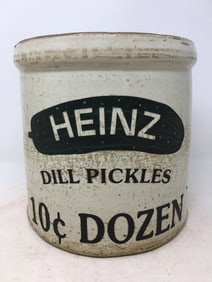 HEINZ
DILL PICKLES
10¢ DOZEN